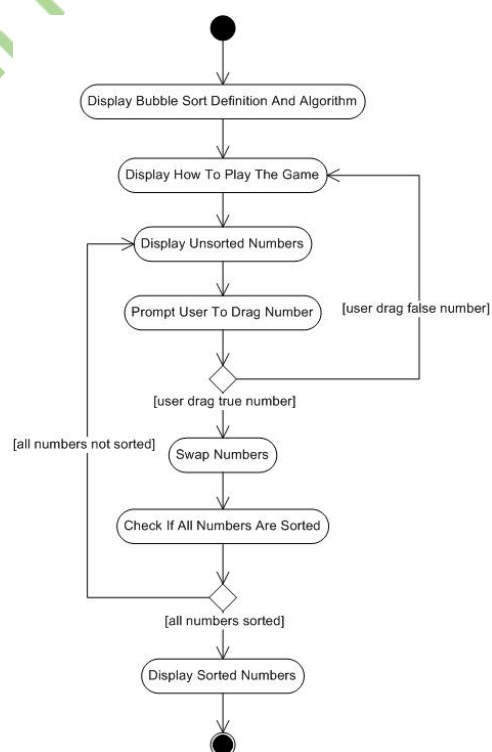 Display Bubble Sort Definition And Algorithm
Display How To Play The Game
Display Unsorted Numbers
Prompt User To Drag Number
[user drag false number]
[user drag true number]
[all numbers not sorted]
Swap Numbers
Check If All Numbers Are Sorted
[all numbers sorted]
Display Sorted Numbers